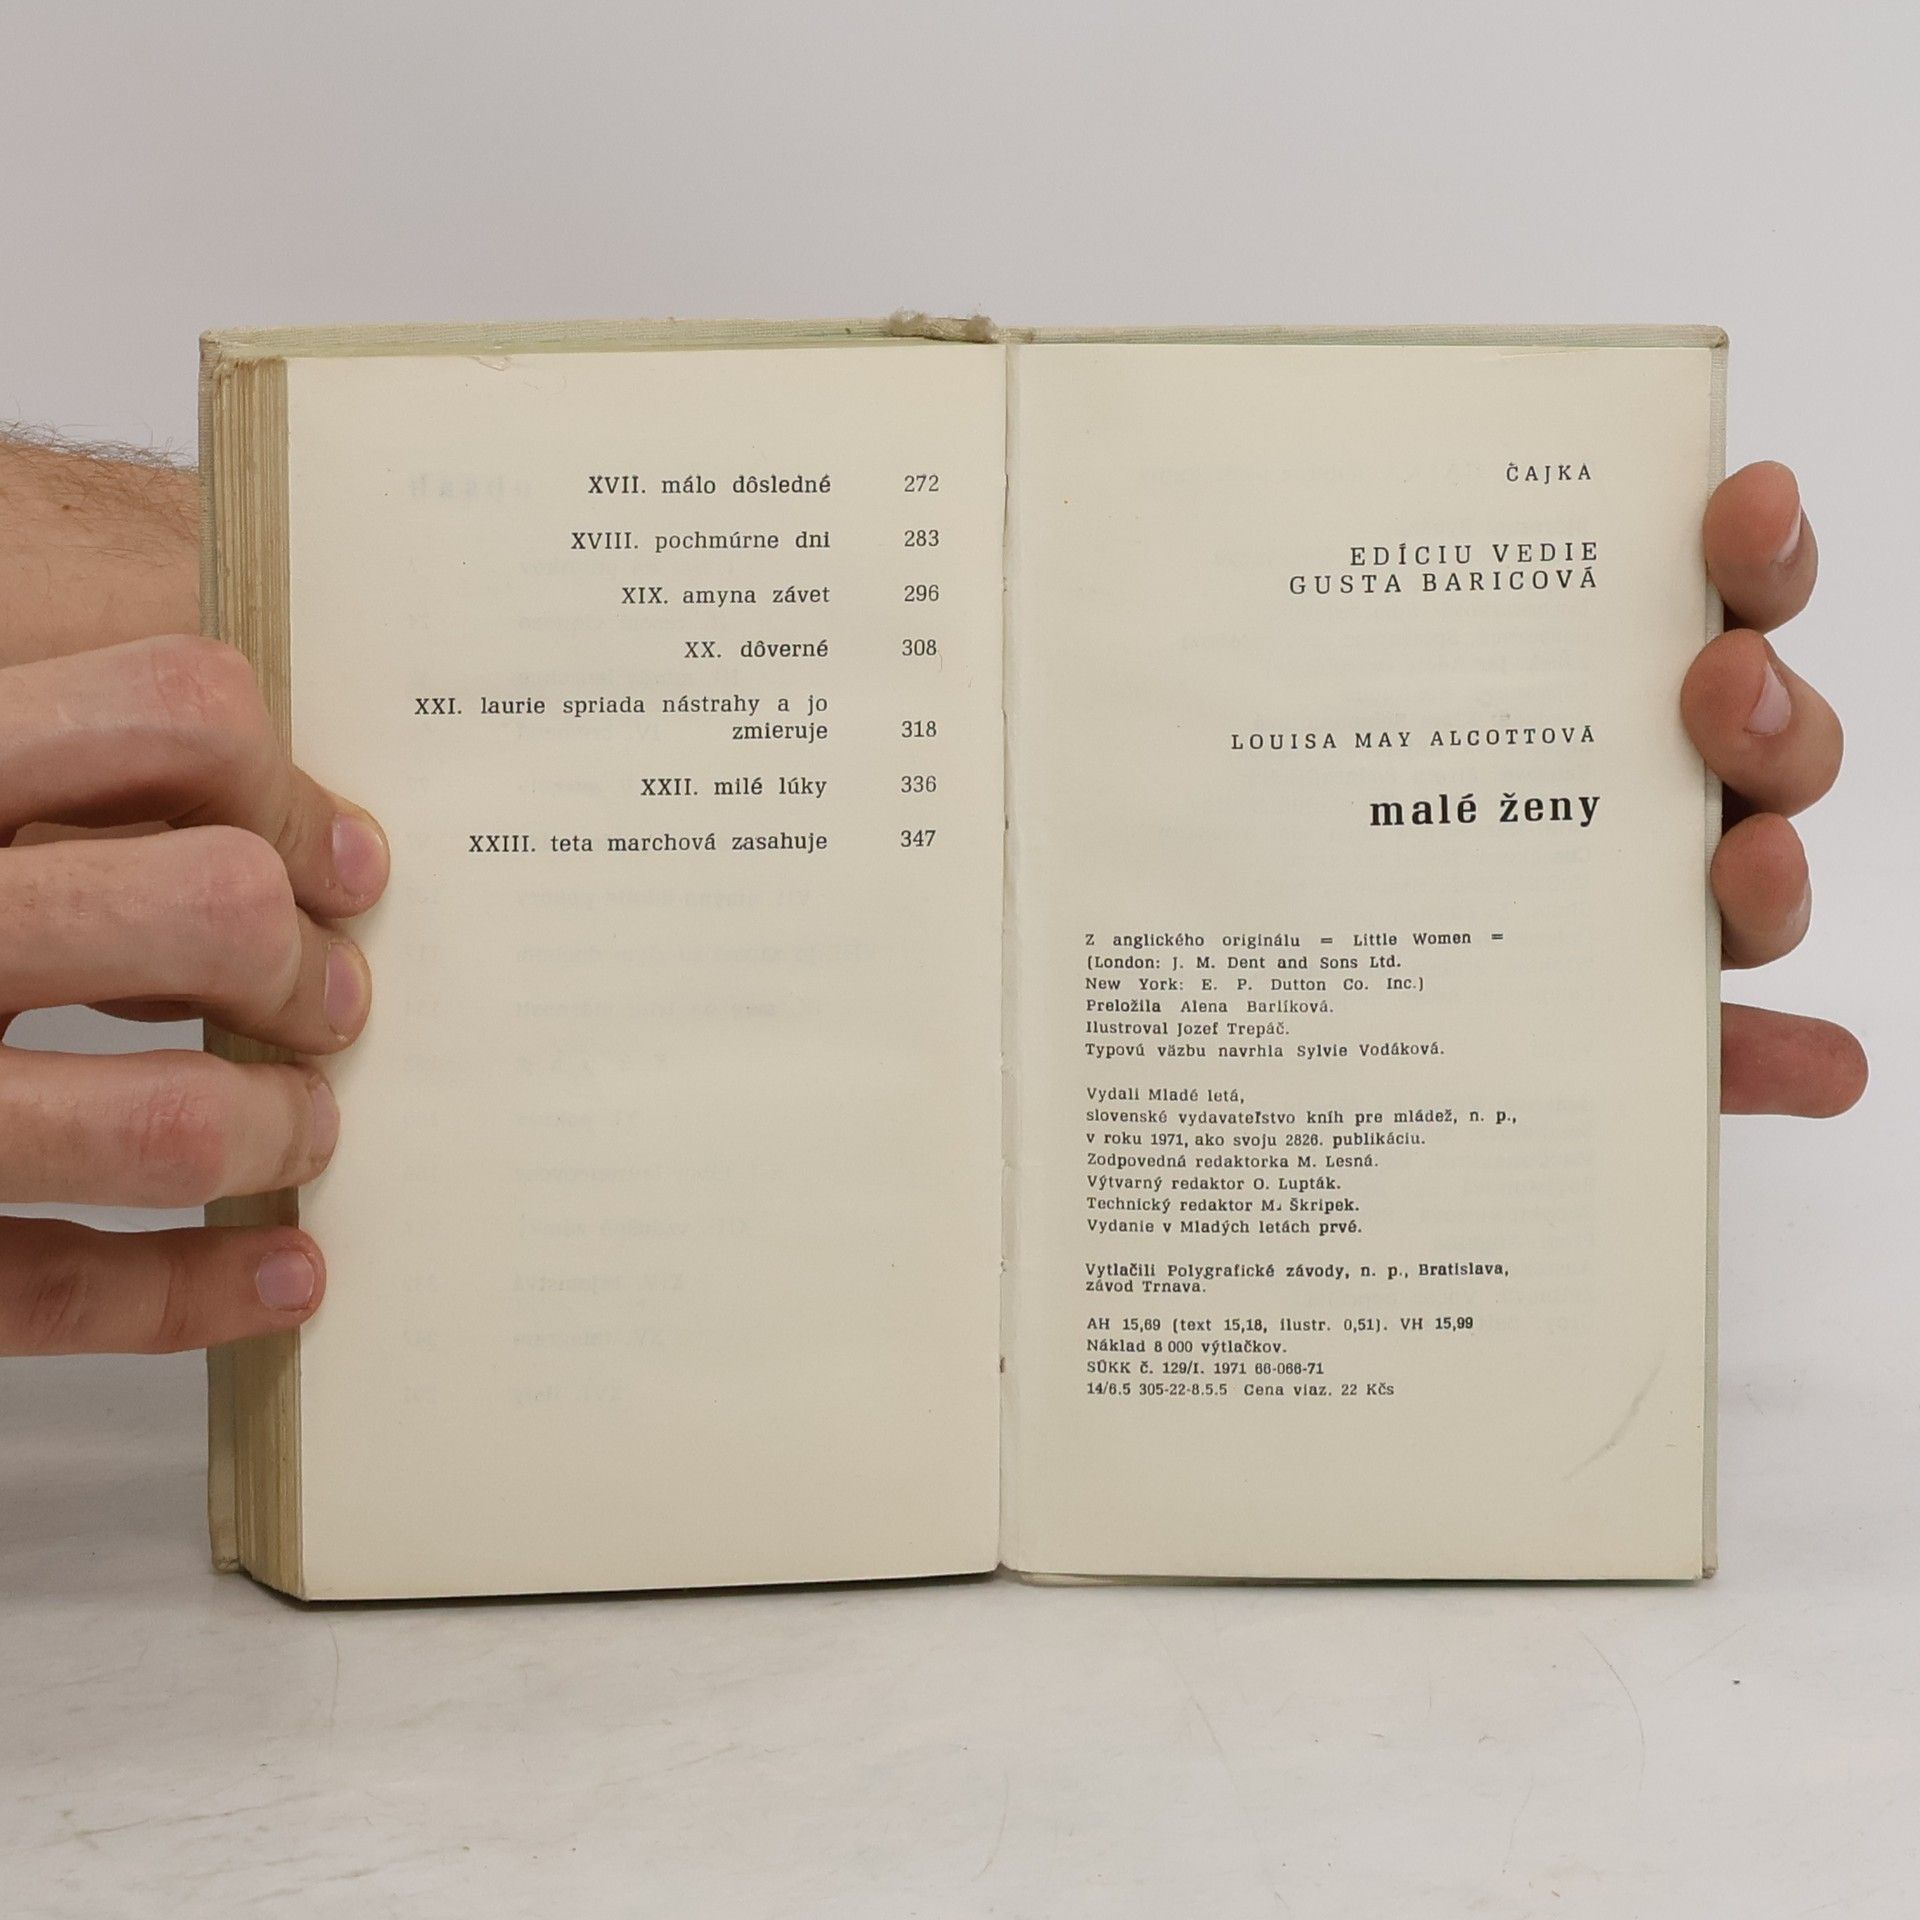 XVII. málo dôsledné 272
XVIII. pochmúrne dni 283
XIX. amyna závet 296
XX. dôverné 308
XXI. laurie spriada nástrahy a jo
zmieruje 318
XXII. milé lúky 336
XXIII. teta marchová zasahuje 347
ČAJKA
EDÍCIU VEDIE
GUSTA BARICOVÁ
LOUISA MAY ALCOTTOVÁ
malé ženy
Z anglického originálu = Little Women =
(London: J. M. Dent and Sons Ltd.
New York: E. P. Dutton Co. Inc.)
Preložila Alena Barlíková.
Ilustroval Jozef Trepáč.
Typovú väzbu navrhla Sylvie Vodáková.
Vydali Mladé letá,
slovenské vydavateľstvo kníh pre mládež, n. p.,
v roku 1971, ako svoju 2826. publikáciu.
Zodpovedná redaktorka M. Lesná.
Výtvarný redaktor O. Lupták.
Technický redaktor M. Škripek.
Vydanie v Mladých letách prvé.
Vytlačili Polygrafické závody, n. p., Bratislava,
závod Trnava.
AH 15,69 (text 15,18, ilustr. 0,51). VH 15,99
Náklad 8 000 výtlačkov.
SÚKK č. 129/I. 1971 66-066-71
14/6.5 305-22-8.5.5 Cena viaz. 22 Kčs